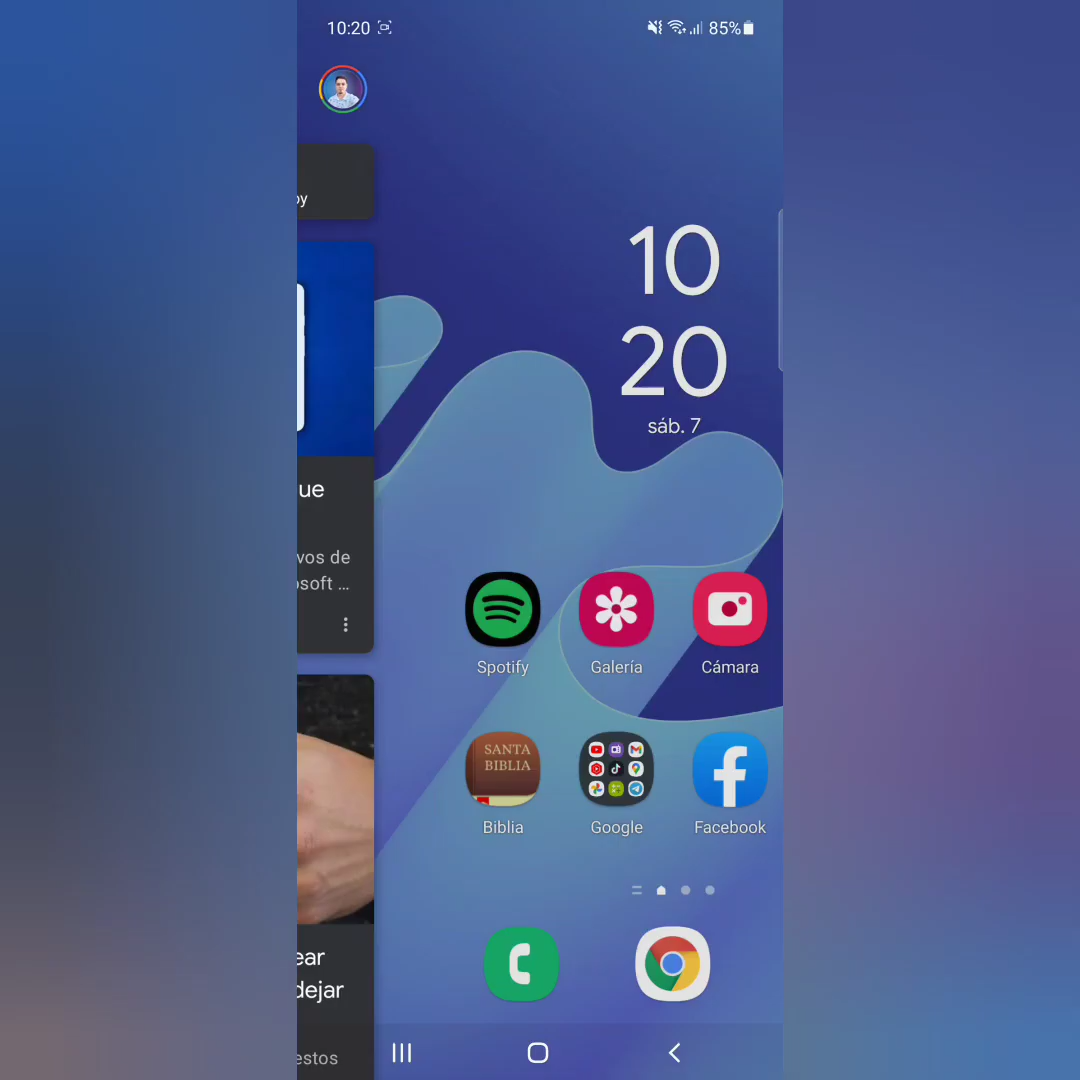 10:20
85%
10
20
sáb. 7
ue
vos de
osoft ...
Spotify
Galería
Cámara
SANTA
BIBLIA
Biblia
Google
Facebook
ear
dejar
estos